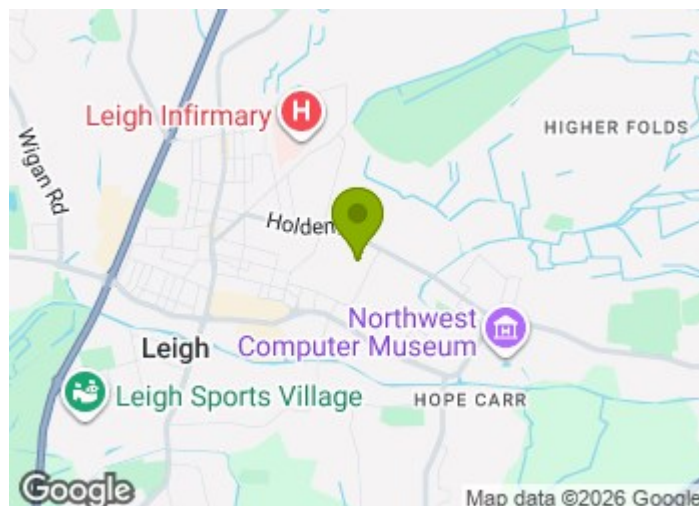 Leigh Infirmary
H
HIGHER FOLDS
Wigan Rd
Holden
Northwest
Computer Museum
Leigh
Leigh Sports Village
HOPE CARR
Google
Map data ©2026 Google